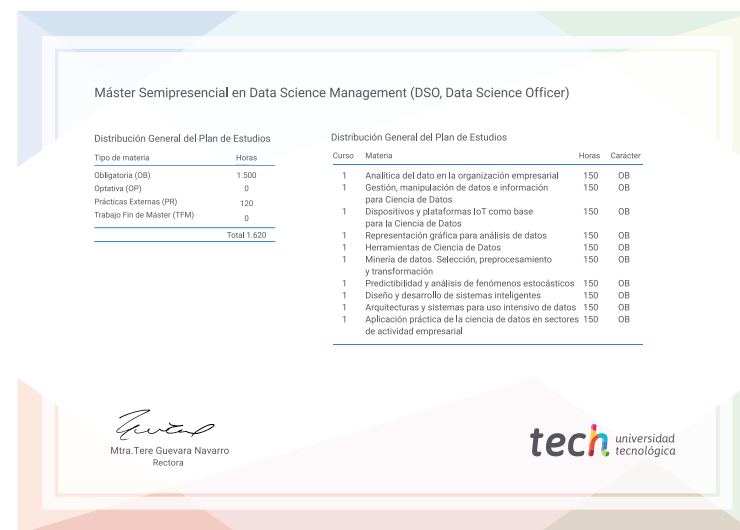 Máster Semipresencial en Data Science Management (DSO, Data Science Officer)
Distribución General del Plan de Estudios
Tipo de materia Horas
Obligatoria (OB) 1.500
Optativa (OP) 0
Prácticas Externas (PR) 120
Trabajo Fin de Máster (TFM) 0
Total 1.620
Distribución General del Plan de Estudios
Curso Materia Horas Carácter
1 Analítica del dato en la organización empresarial 150 OB
1 Gestión, manipulación de datos e información 150 OB
para Ciencia de Datos
1 Dispositivos y plataformas IoT como base 150 OB
para la Ciencia de Datos
1 Representación gráfica para análisis de datos 150 OB
1 Herramientas de Ciencia de Datos 150 OB
1 Minería de datos. Selección, preprocesamiento 150 OB
y transformación
1 Predictibilidad y análisis de fenómenos estocásticos 150 OB
1 Diseño y desarrollo de sistemas inteligentes 150 OB
1 Arquitecturas y sistemas para uso intensivo de datos 150 OB
1 Aplicación práctica de la ciencia de datos en sectores 150 OB
de actividad empresarial
Mtra.Tere Guevara Navarro
Rectora
tech universidad
tecnológica